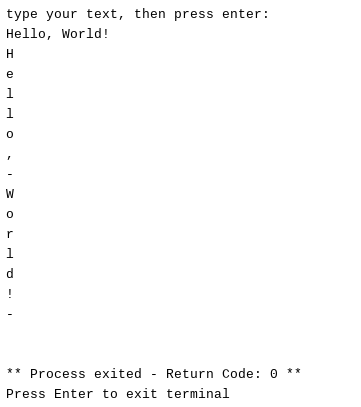 type your text, then press enter:
Hello, World!
H
e
l
l
o
,
-
W
o
r
l
d
!
-
** Process exited - Return Code: 0 **
Press Enter to exit terminal